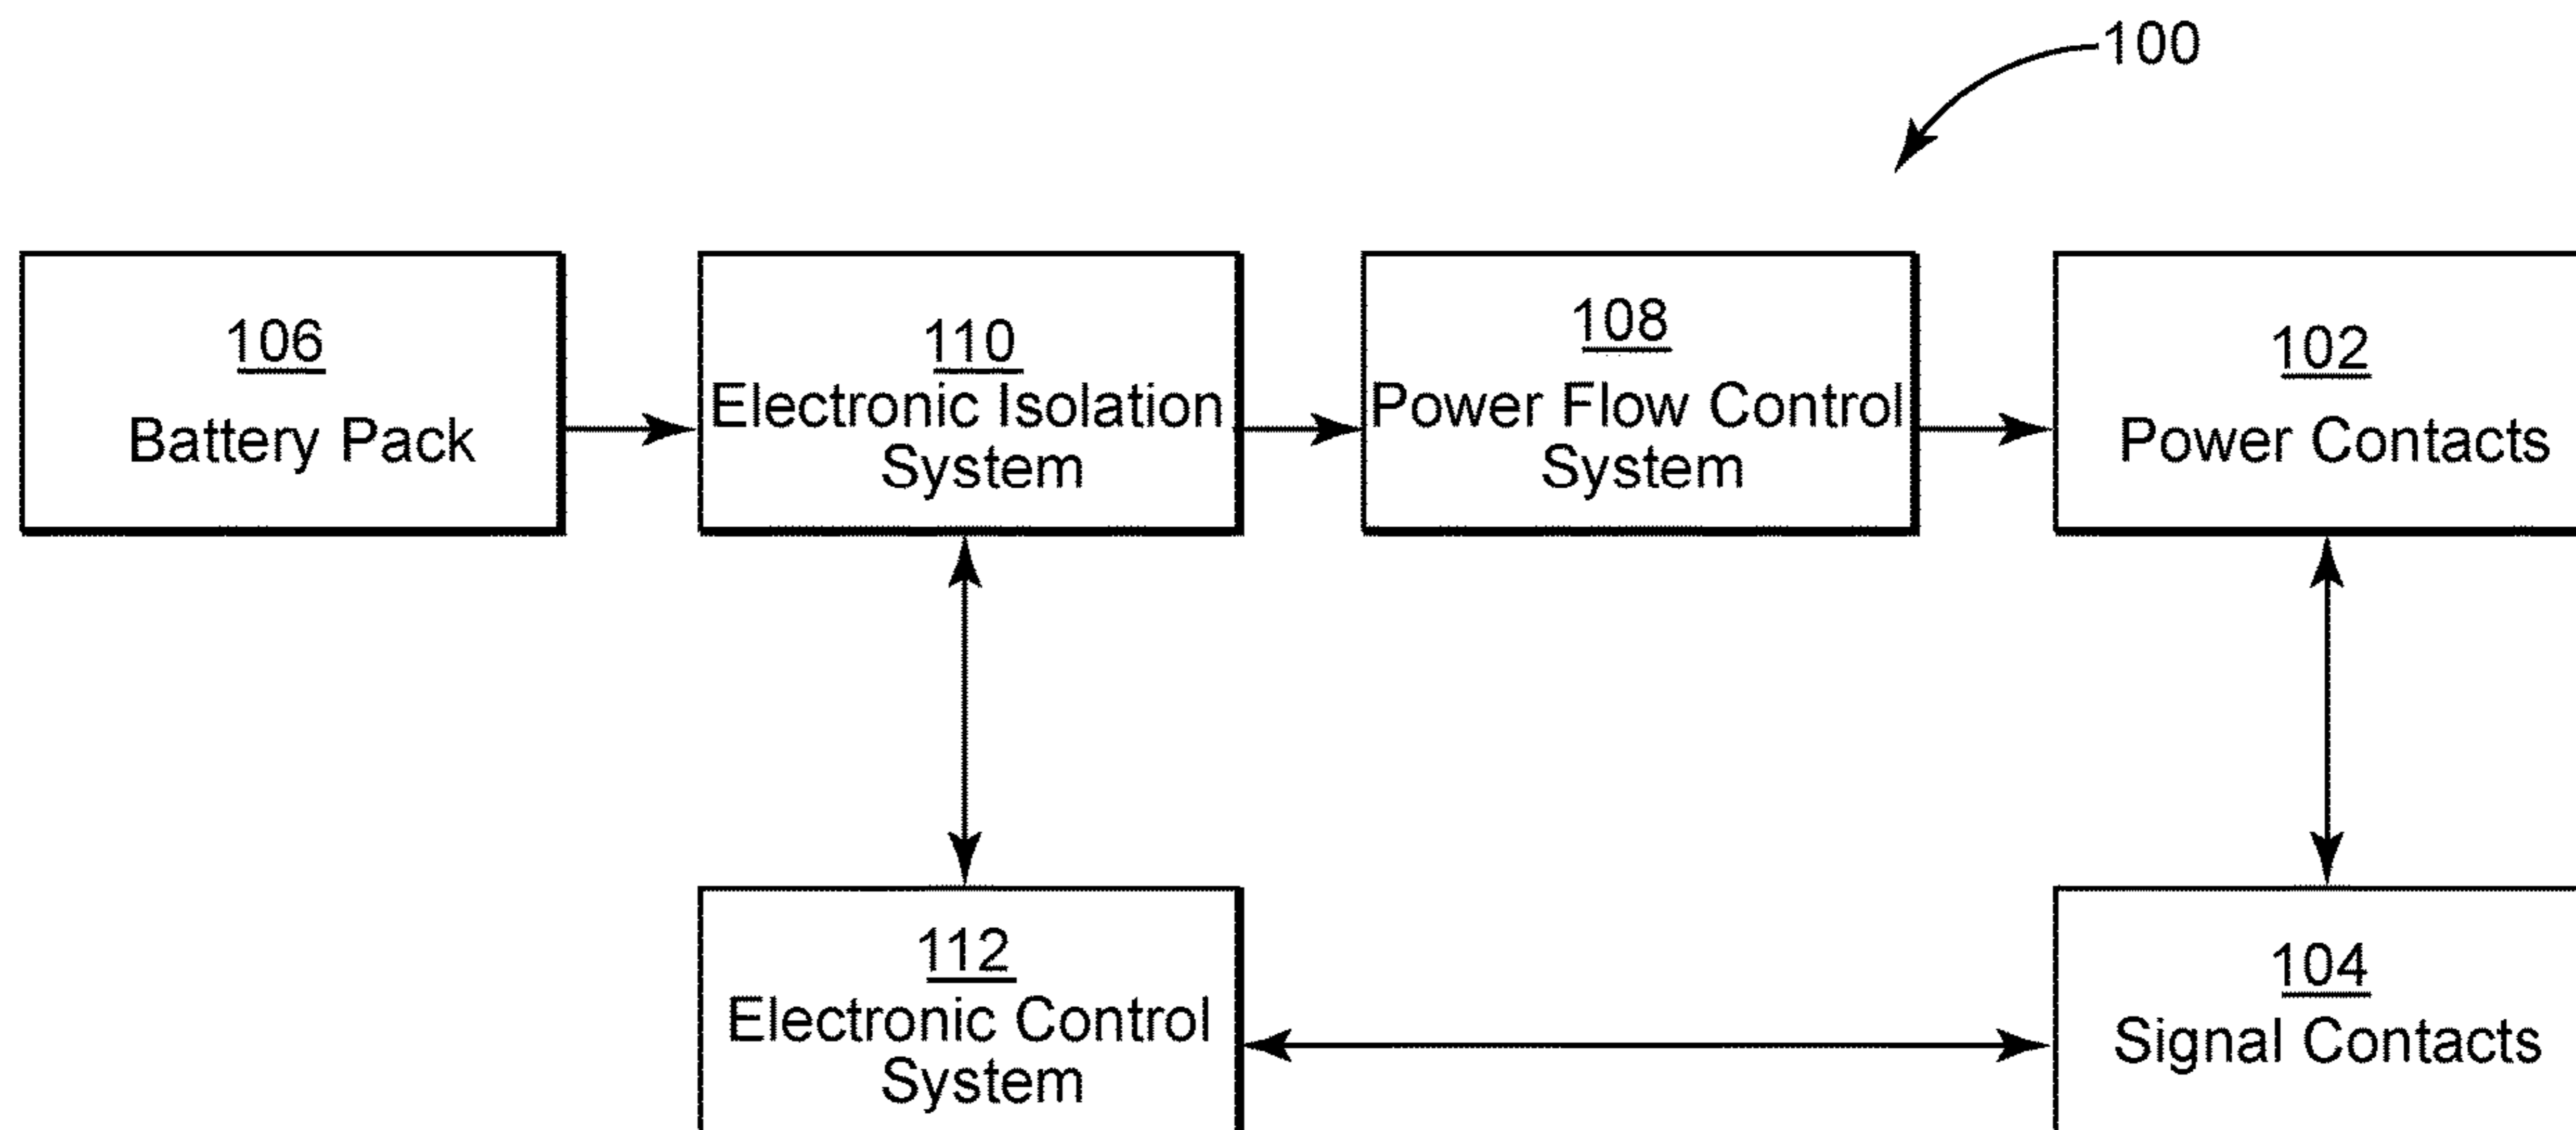 100
106
Battery Pack
110
Electronic Isolation
System
108
Power Flow Control
System
102
Power Contacts
112
Electronic Control
System
104
Signal Contacts